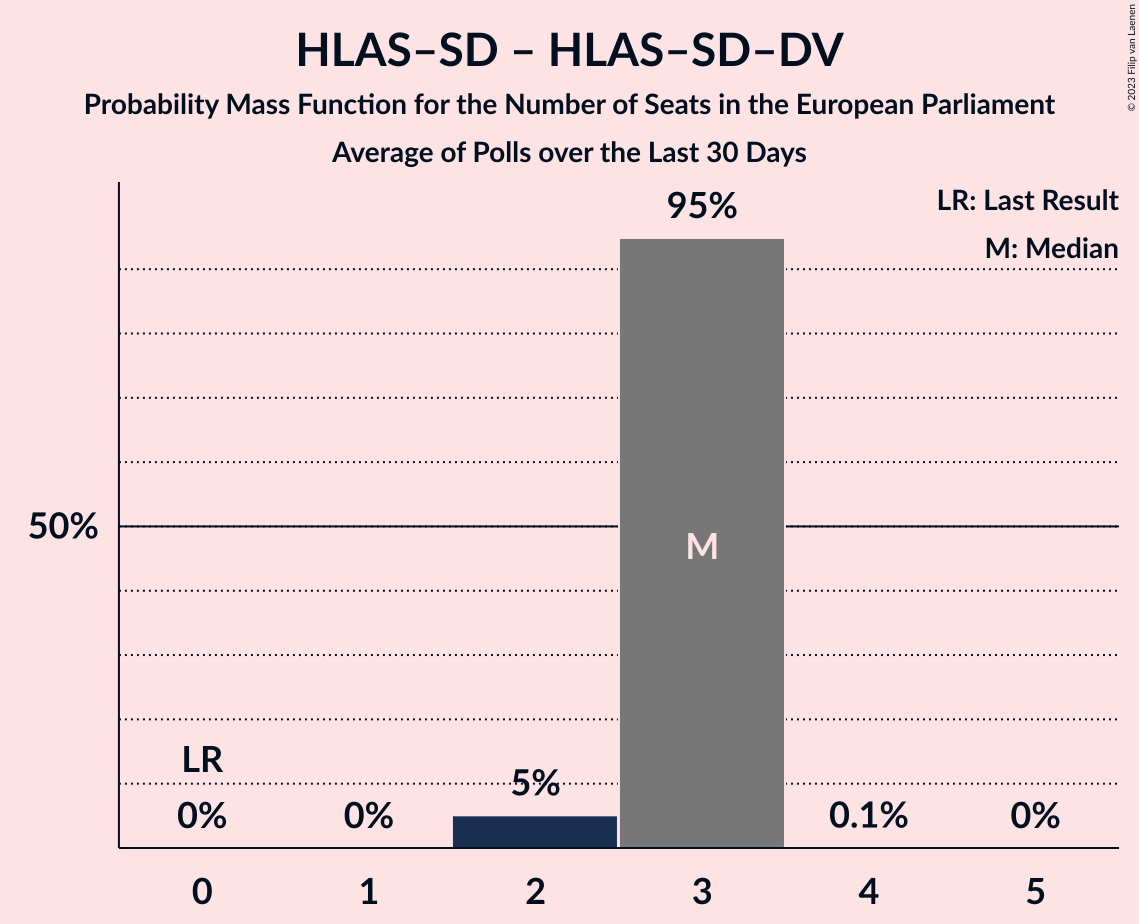 HLAS–SD – HLAS–SD–DV
Probability Mass Function for the Number of Seats in the European Parliament
Average of Polls over the Last 30 Days
© 2023 Filip van Laenen
LR: Last Result
M: Median
95%
50%
M
LR
5%
0%
0%
0.1%
0%
0
1
2
3
4
5